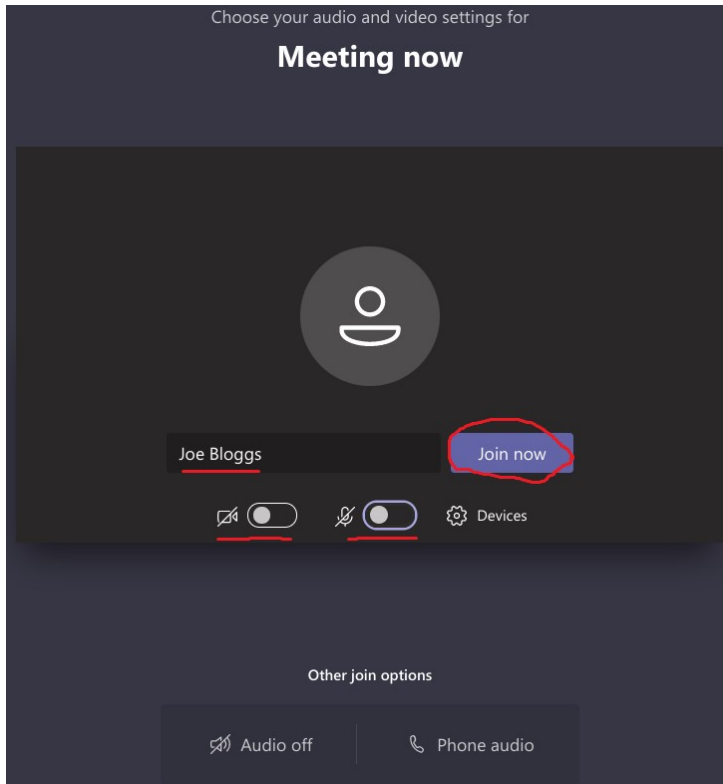 Choose your audio and video settings for
Meeting now
Joe Bloggs
Join now
Devices
Other join options
Audio off
Phone audio